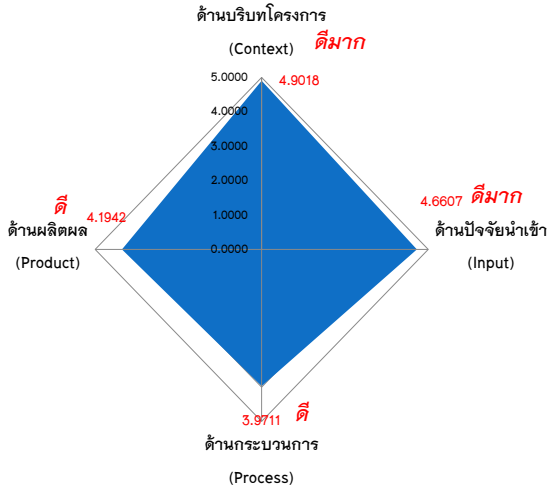 ด้านบริบทโครงการ
(Context) ดีมาก
5.0000
4.9018
4.0000
3.0000
2.0000
1.0000
0.0000
4.6607 ดีมาก
ด้านปัจจัยนำเข้า
(Input)
ดี
4.1942
ด้านผลิตผล
(Product)
3.9711 ดี
ด้านกระบวนการ
(Process)